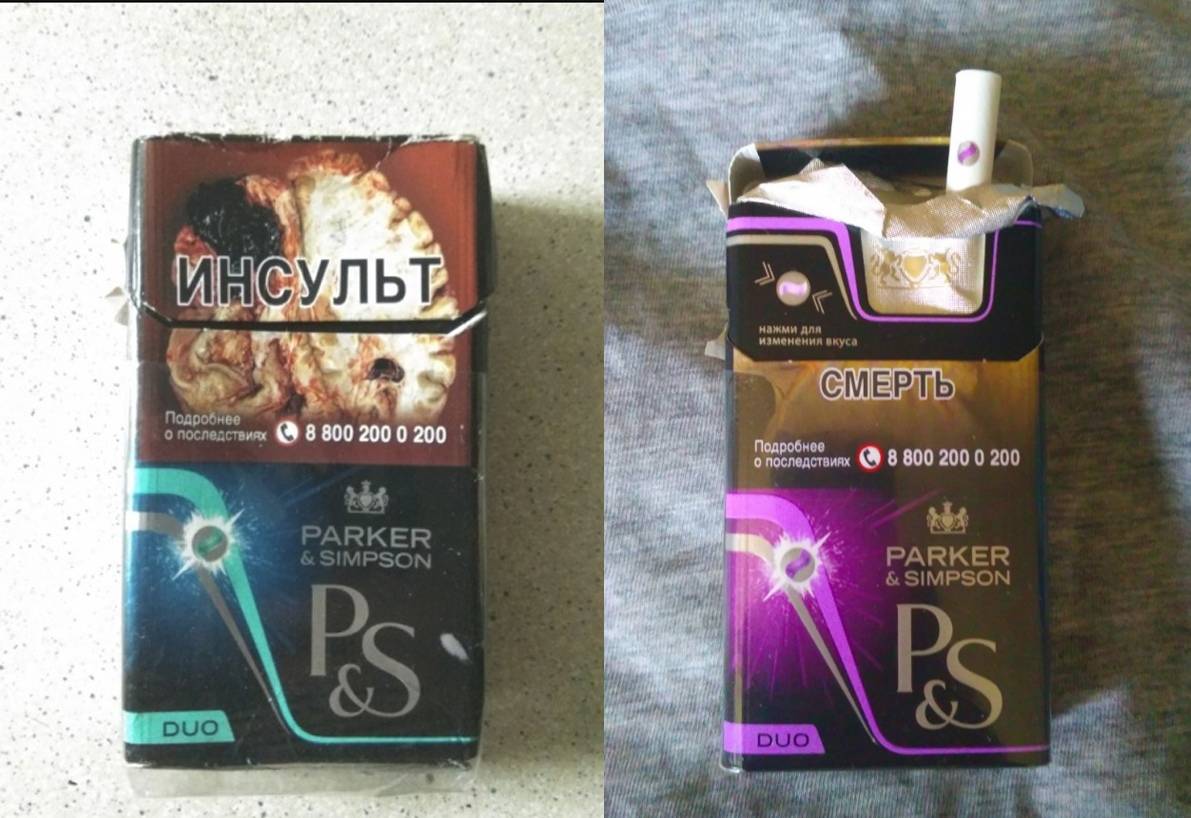 ИНСУЛЬТ
Подробнее
о последствиях 8 800 200 0 200
PARKER
& SIMPSON
P&S
DUO
нажми для
изменения вкуса
СМЕРТЬ
Подробнее
о последствиях 8 800 200 0 200
PARKER
& SIMPSON
P&S
DUO